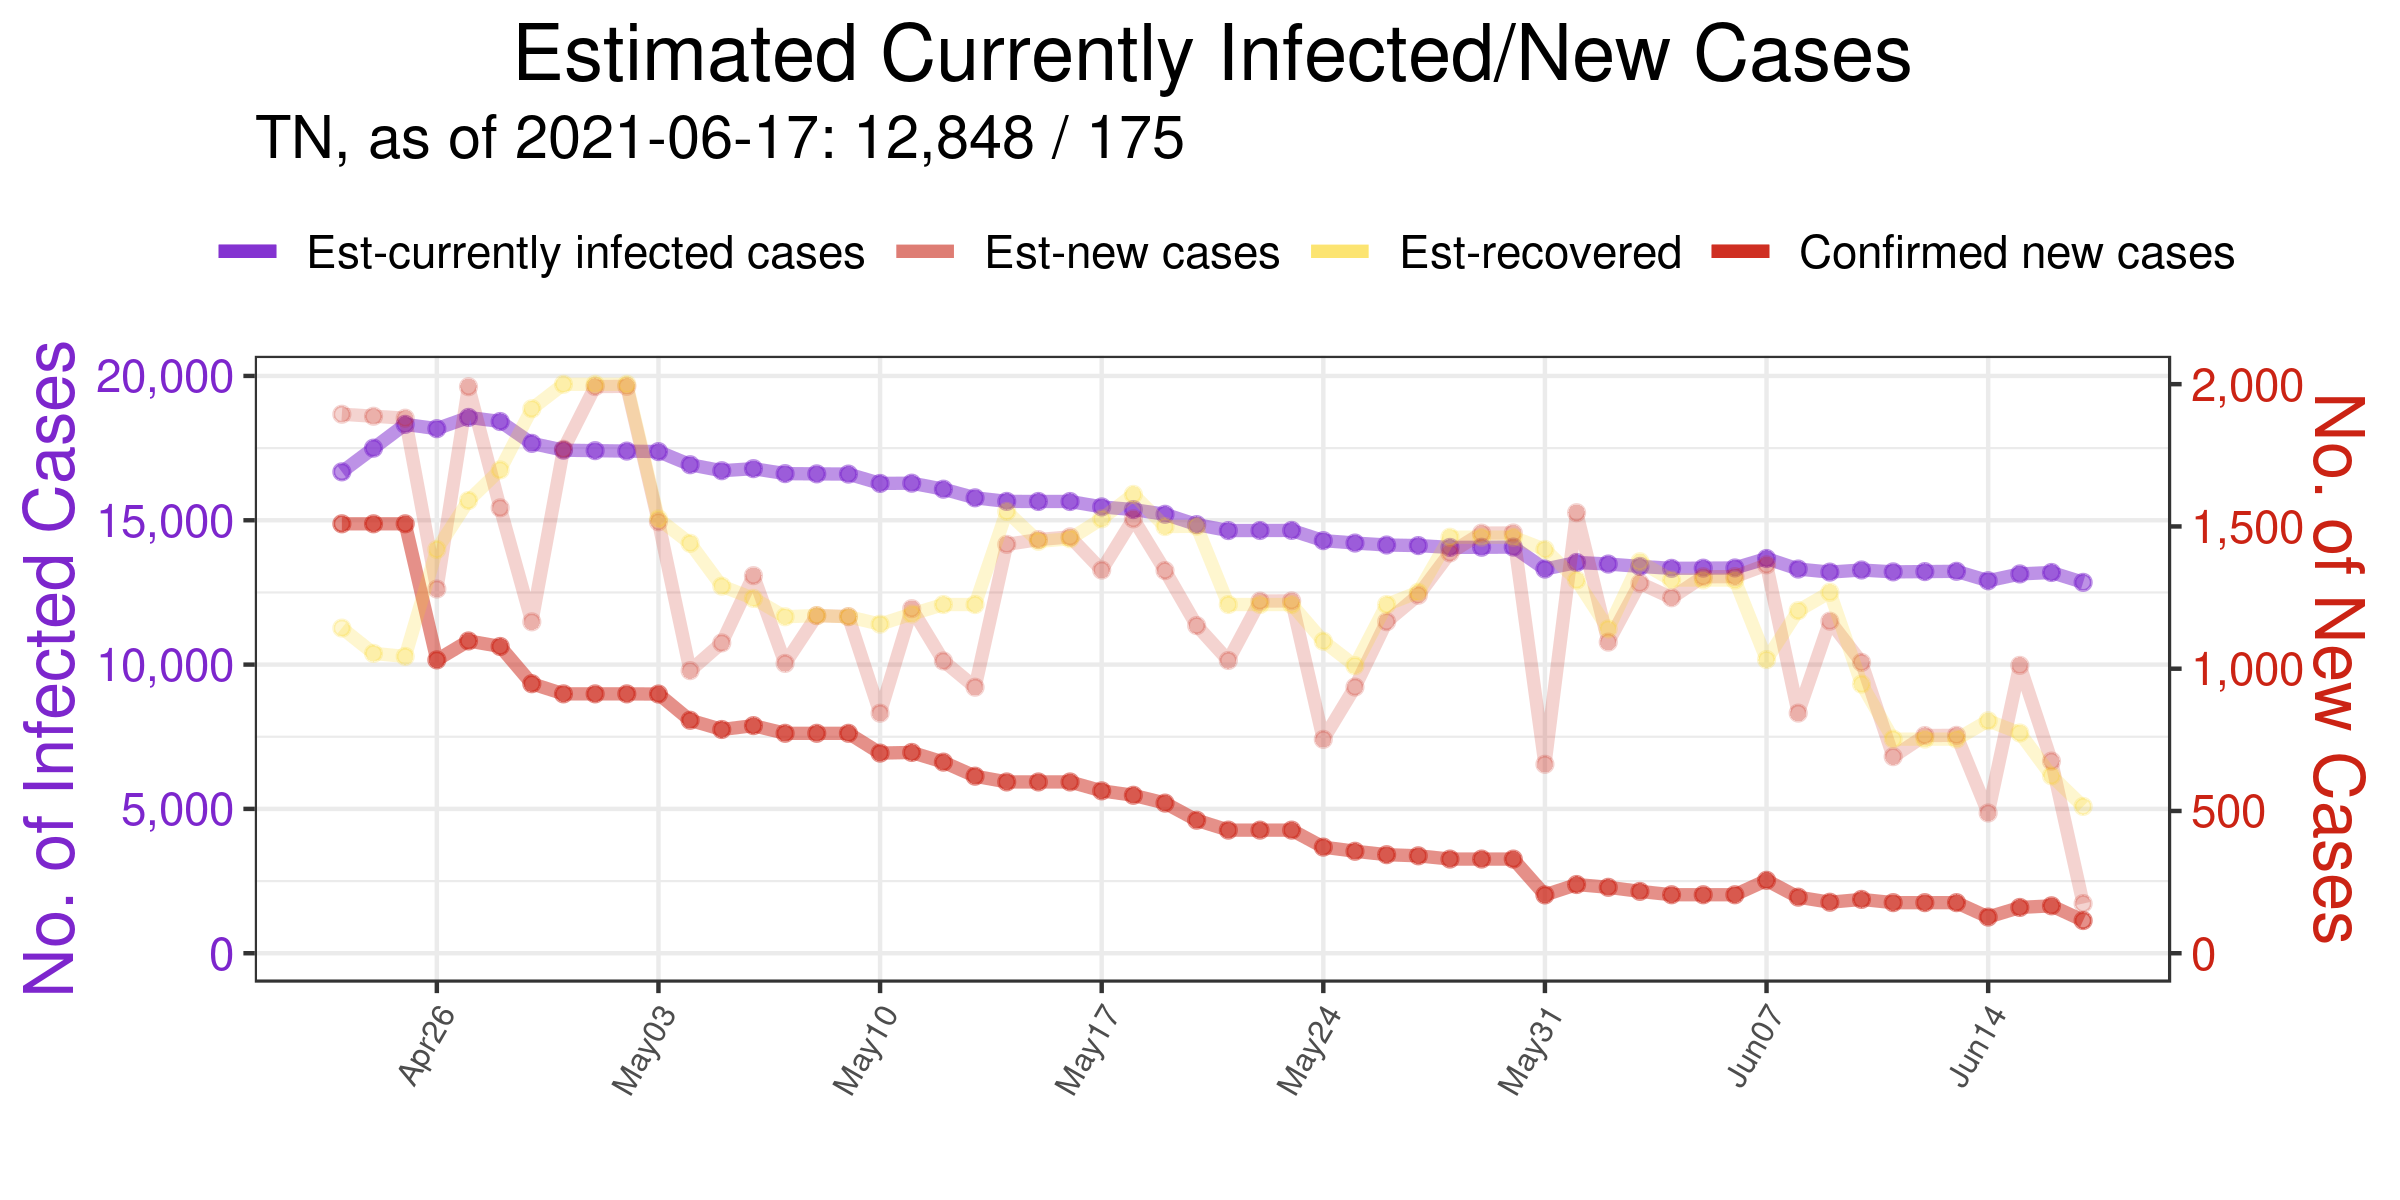 Estimated Currently Infected/New Cases
TN, as of 2021-06-17: 12,848 / 175
Est-currently infected cases Est-new cases Est-recovered Confirmed new cases
No. of Infected Cases
20,000
15,000
10,000
5,000
0
2,000
1,500
1,000
500
0
No. of New Cases
Apr26 May03 May10 May17 May24 May31 Jun07 Jun14